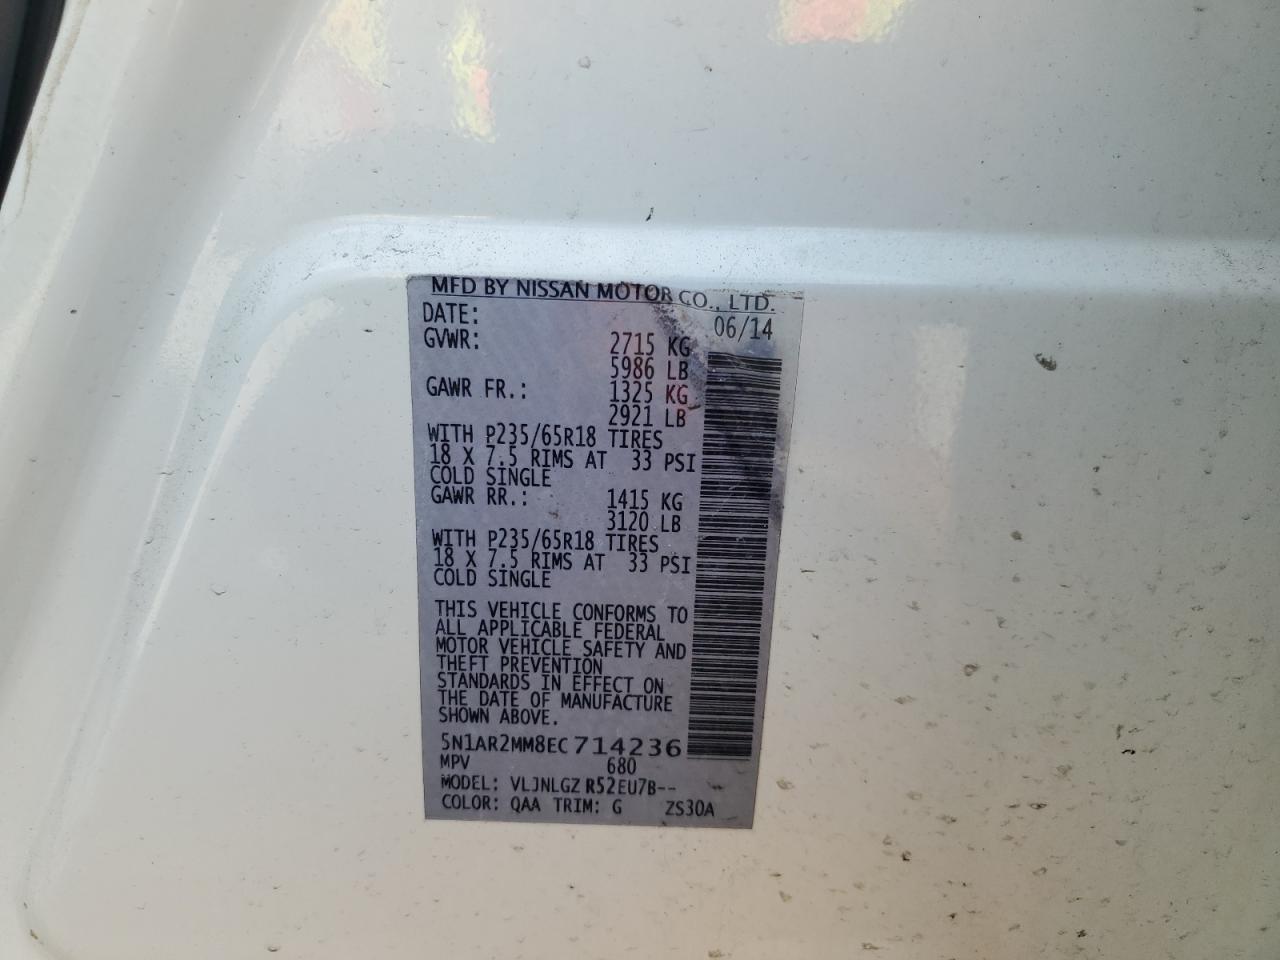 MFD BY NISSAN MOTOR CO., LTD.
DATE: 06/14
GVWR: 2715 KG
5986 LB
GAWR FR.: 1325 KG
2921 LB
WITH P235/65R18 TIRES
18 X 7.5 RIMS AT 33 PSI
COLD SINGLE
GAWR RR.: 1415 KG
3120 LB
WITH P235/65R18 TIRES
18 X 7.5 RIMS AT 33 PSI
COLD SINGLE
THIS VEHICLE CONFORMS TO
ALL APPLICABLE FEDERAL
MOTOR VEHICLE SAFETY AND
THEFT PREVENTION
STANDARDS IN EFFECT ON
THE DATE OF MANUFACTURE
SHOWN ABOVE.
5N1AR2MM8EC714236
MPV 680
MODEL: VLJNLGZ R52EU7B--
COLOR: QAA TRIM: G ZS30A